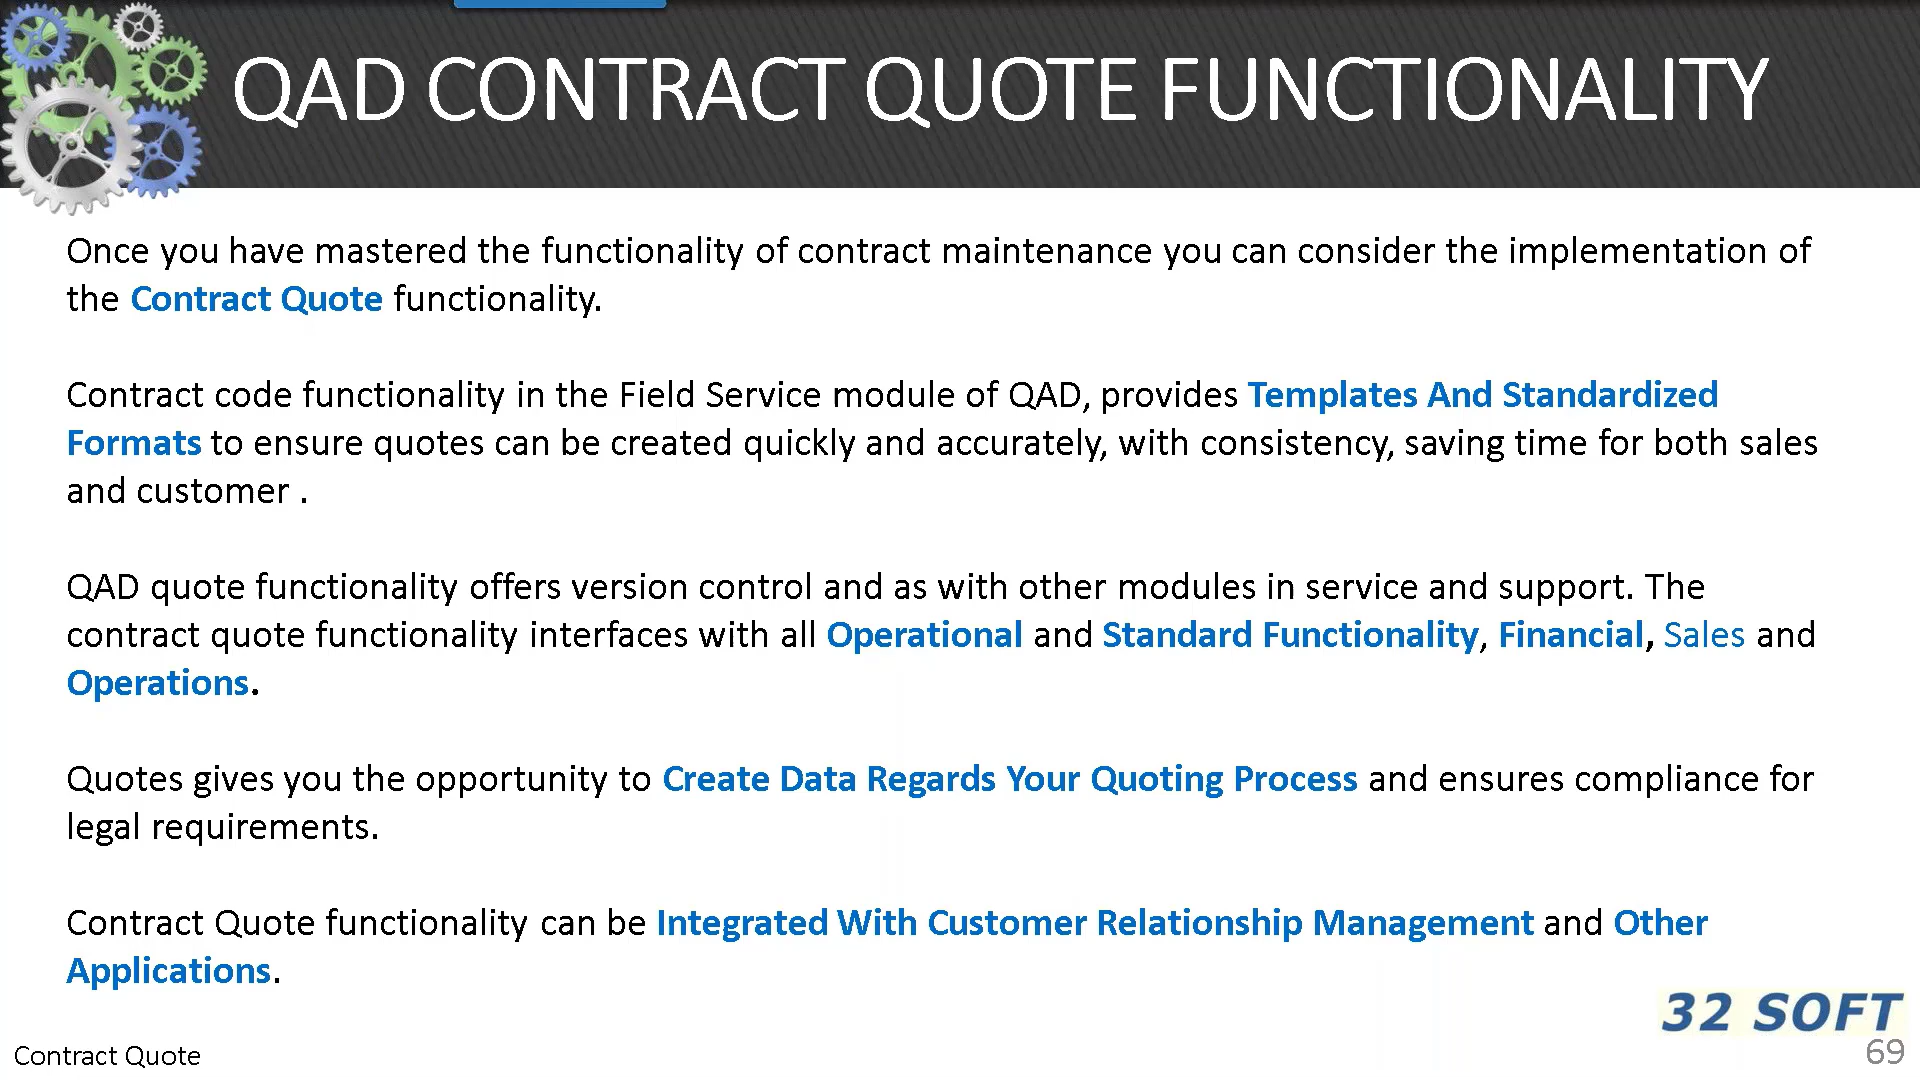 QAD CONTRACT QUOTE FUNCTIONALITY
Once you have mastered the functionality of contract maintenance you can consider the implementation of
the Contract Quote functionality.
Contract code functionality in the Field Service module of QAD, provides Templates And Standardized
Formats to ensure quotes can be created quickly and accurately, with consistency, saving time for both sales
and customer .
QAD quote functionality offers version control and as with other modules in service and support. The
contract quote functionality interfaces with all Operational and Standard Functionality, Financial, Sales and
Operations.
Quotes gives you the opportunity to Create Data Regards Your Quoting Process and ensures compliance for
legal requirements.
Contract Quote functionality can be Integrated With Customer Relationship Management and Other
Applications.
32 SOFT
Contract Quote
69